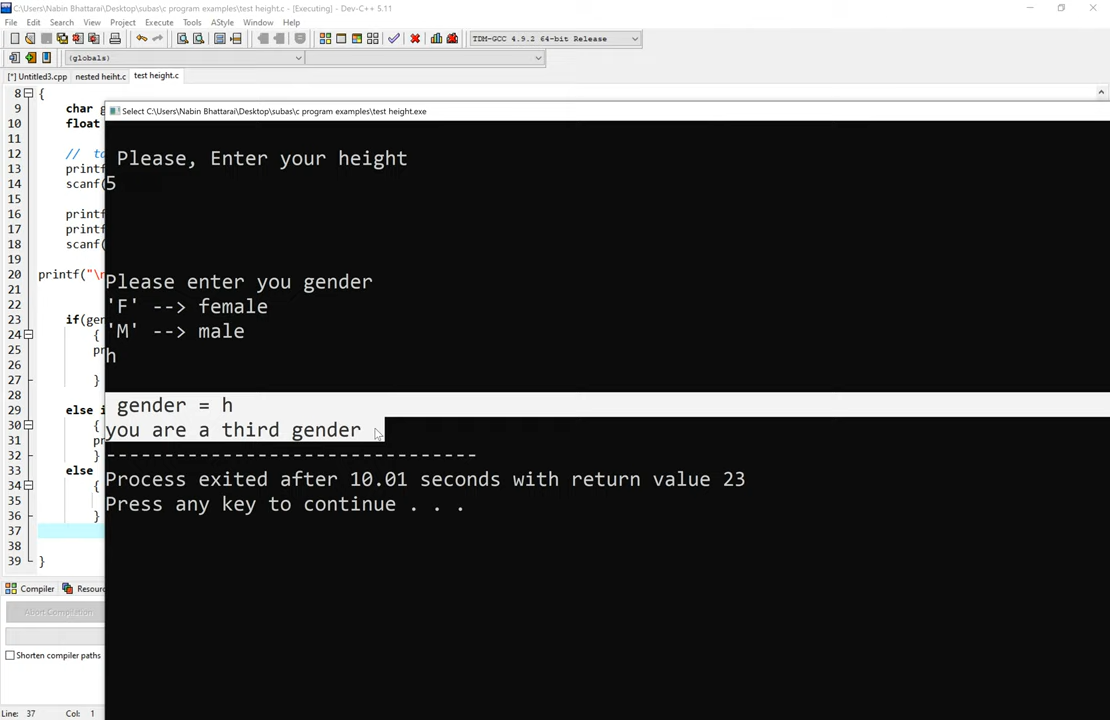 C:\Users\Nabin Bhattarai\Desktop\subas\c program examples\test height.c - [Executing] - Dev-C++ 5.11
File Edit Search View Project Execute Tools AStyle Window Help
TDM-GCC 4.9.2 64-bit Release
(globals)
[*] Untitled3.cpp nested heiht.c test height.c
8 {
9 char g
10 float
11
12 // ta
13 printf
14 scanf(
15
16 printf
17 printf
18 scanf(
19
20 printf("\n
21
22
23 if(gen
24 {
25 pr
26
27 }
28
29 else i
30 {
31 pr
32 }
33 else
34 {
35
36 }
37
38
39 }
Select C:\Users\Nabin Bhattarai\Desktop\subas\c program examples\test height.exe
Please, Enter your height
5
Please enter you gender
'F' --> female
'M' --> male
h
gender = h
you are a third gender
--------------------------------
Process exited after 10.01 seconds with return value 23
Press any key to continue . . .
Compiler Resour
Abort Compilation
Shorten compiler paths
Line: 37 Col: 1